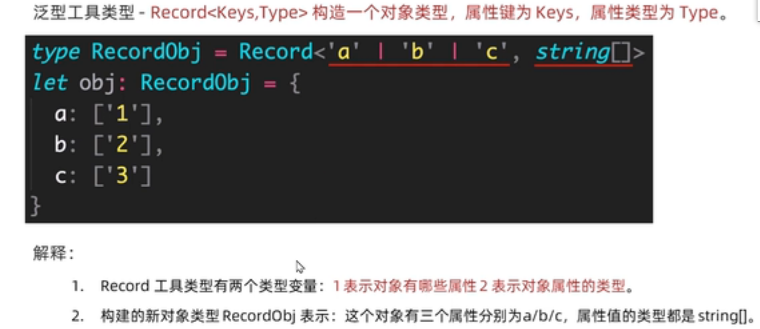 泛型工具类型 - Record<Keys,Type> 构造一个对象类型，属性键为 Keys，属性类型为 Type。
type RecordObj = Record<'a' | 'b' | 'c', string[]>
let obj: RecordObj = {
a: ['1'],
b: ['2'],
c: ['3']
}
解释：
1. Record 工具类型有两个类型变量：1 表示对象有哪些属性 2 表示对象属性的类型。
2. 构建的新对象类型 RecordObj 表示：这个对象有三个属性分别为a/b/c，属性值的类型都是 string[]。